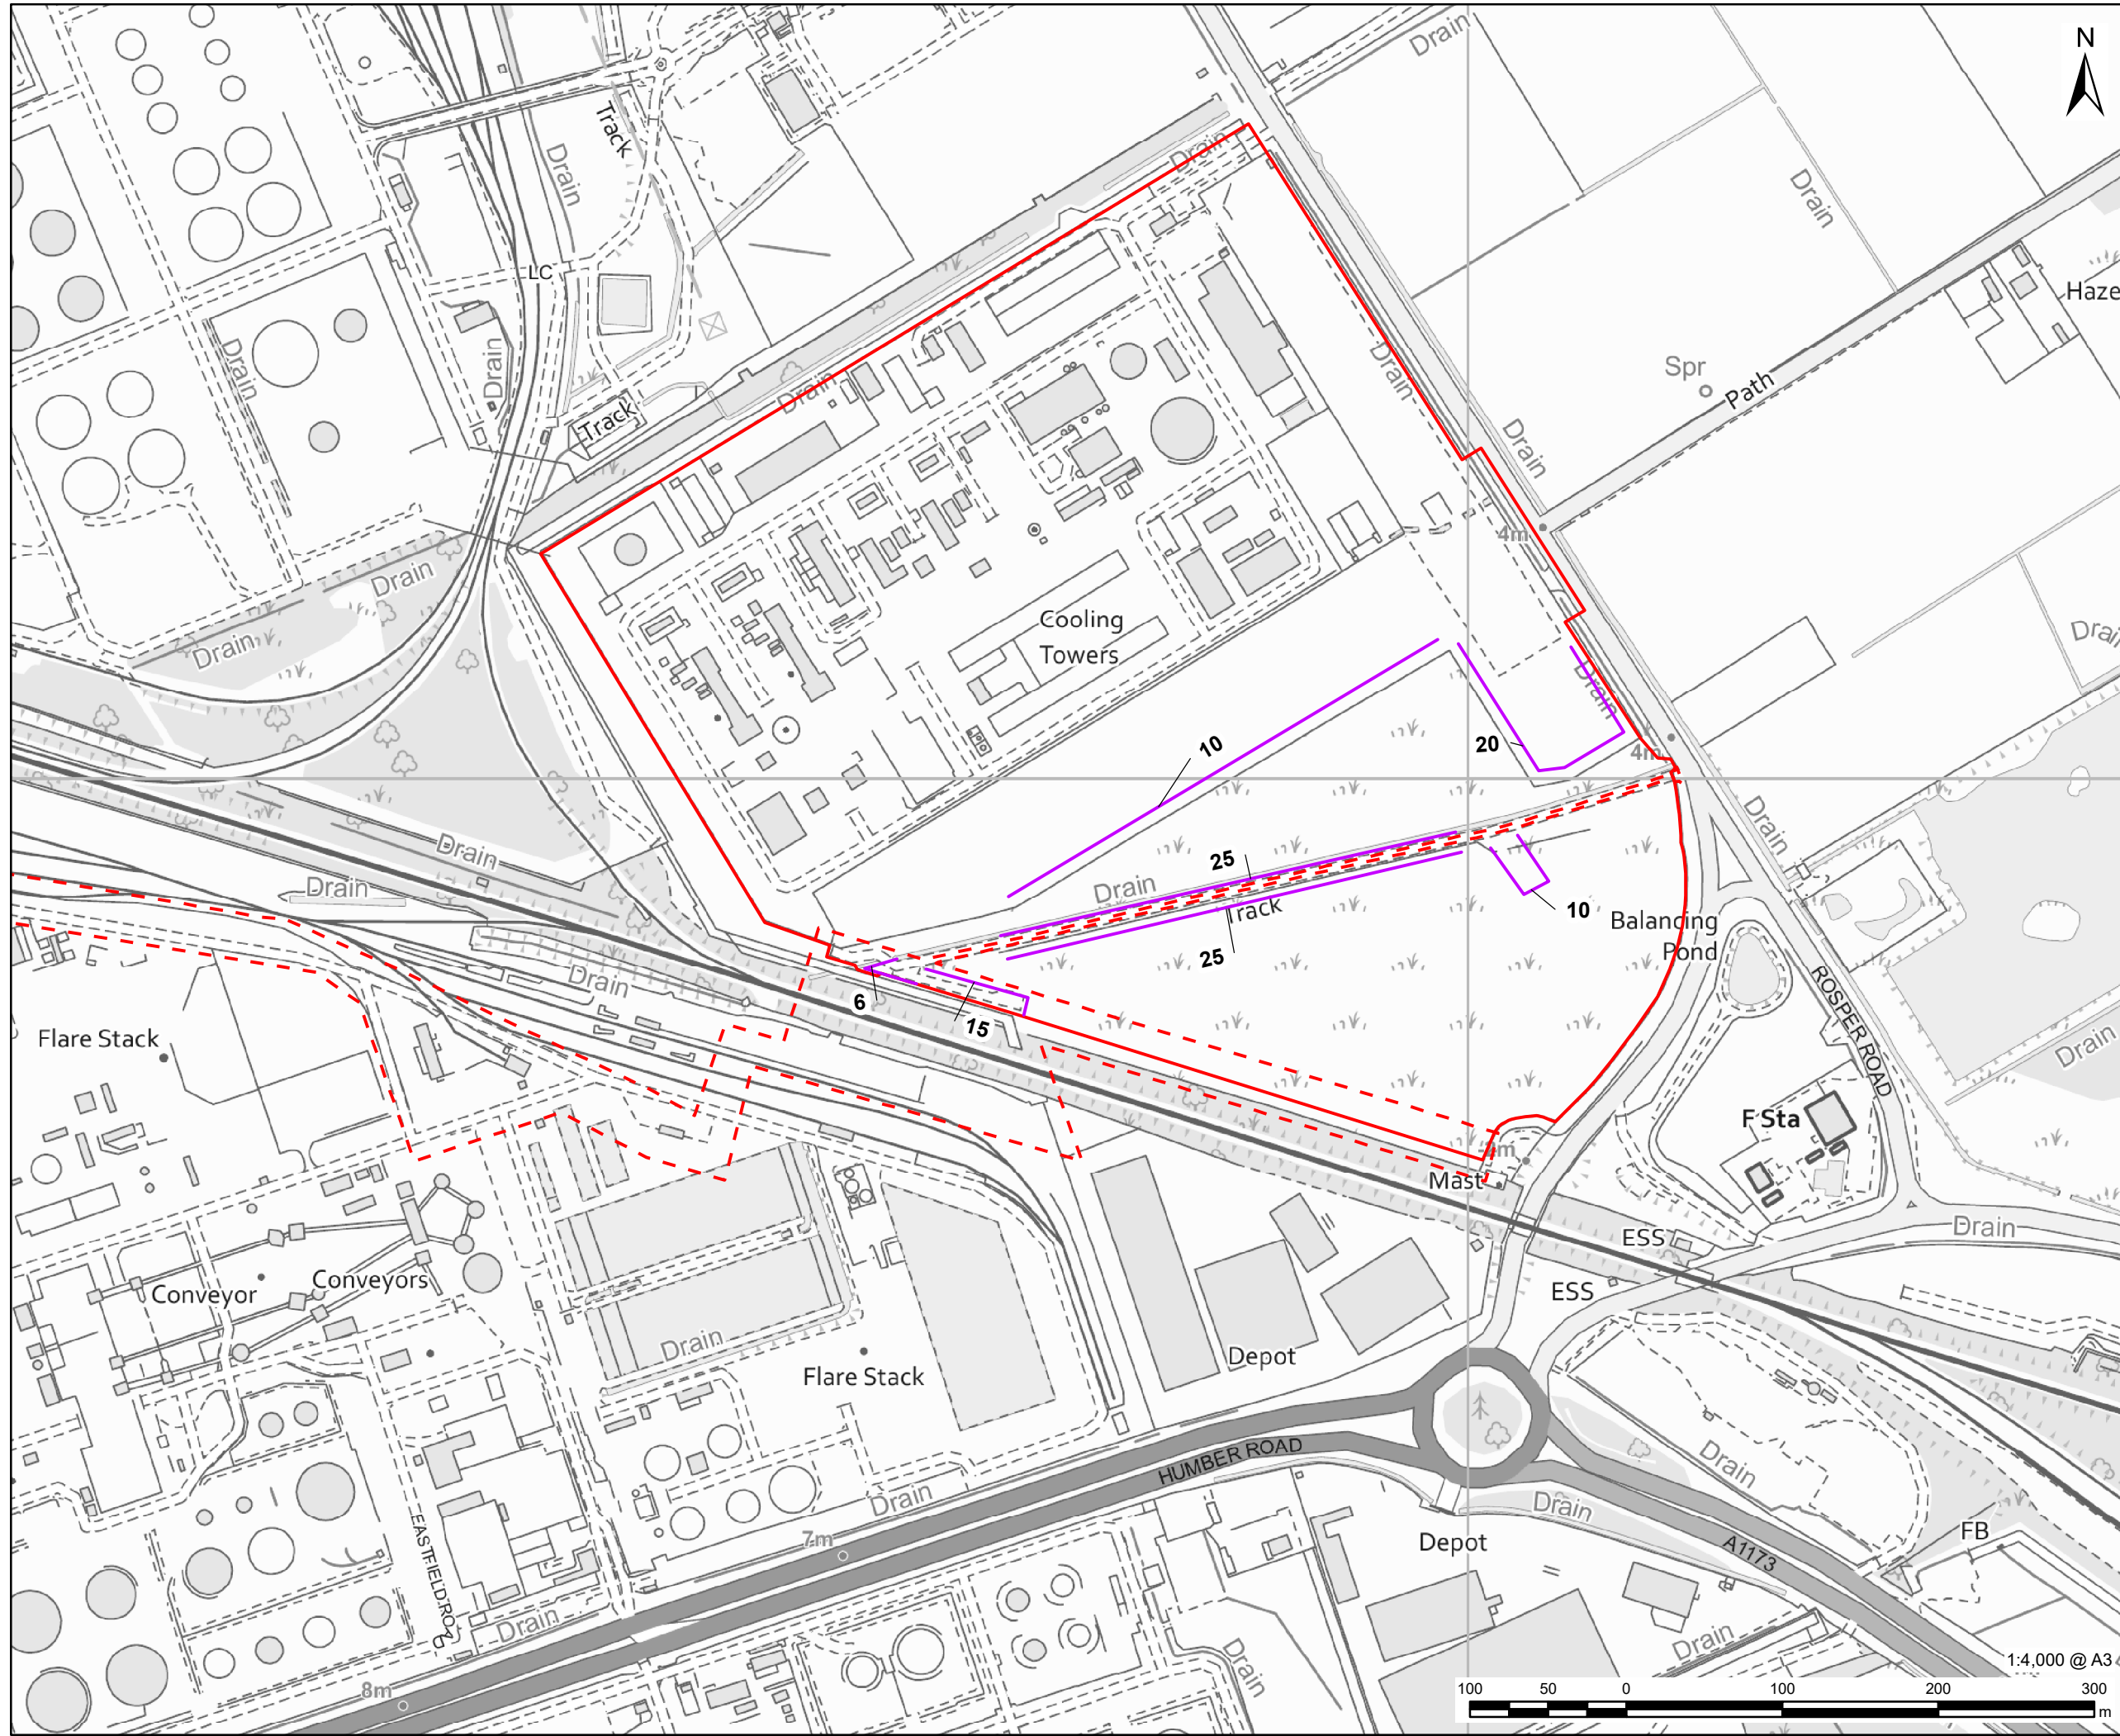 Drain
N
Track
Drain
Drain
Drain
LC
Haze
Drain
Drain
Drain
Spr
Path
Drain
Track
Drain
4m
Drain
Cooling
Towers
Drai
Drain
Drain
10
20
4m
Drain
Drain
25
Drain
Drain
10
Track
Balancing
Pond
25
Drain
6
15
ROSPER ROAD
Flare Stack
Drain
F Sta
Mast
Drain
ESS
Conveyor
Conveyors
ESS
Drain
Depot
Flare Stack
HUMBER ROAD
Drain
Drain
Drain
7m
Depot
FB
A1173
EASTFIELD ROAD
Drain
Drain
Drain
1:4,000 @ A3
8m
100 50 0 100 200 300
m